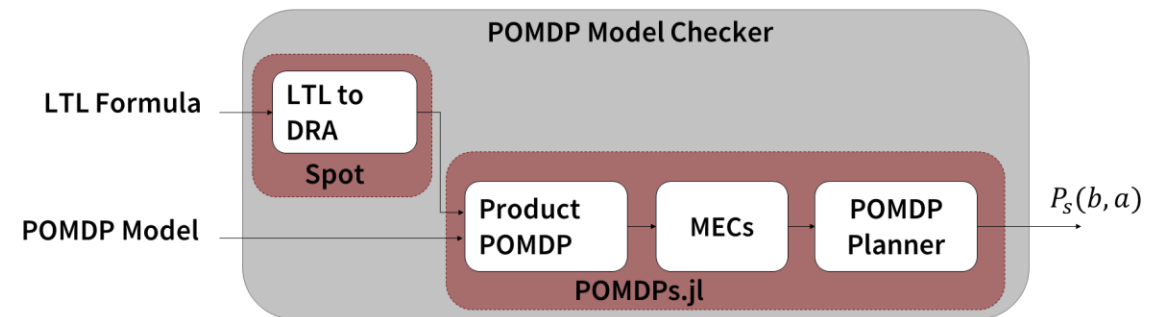 POMDP Model Checker
LTL Formula
LTL to
DRA
Spot
POMDP Model
Product
POMDP
MECs
POMDP
Planner
P_s(b, a)
POMDPs.jl